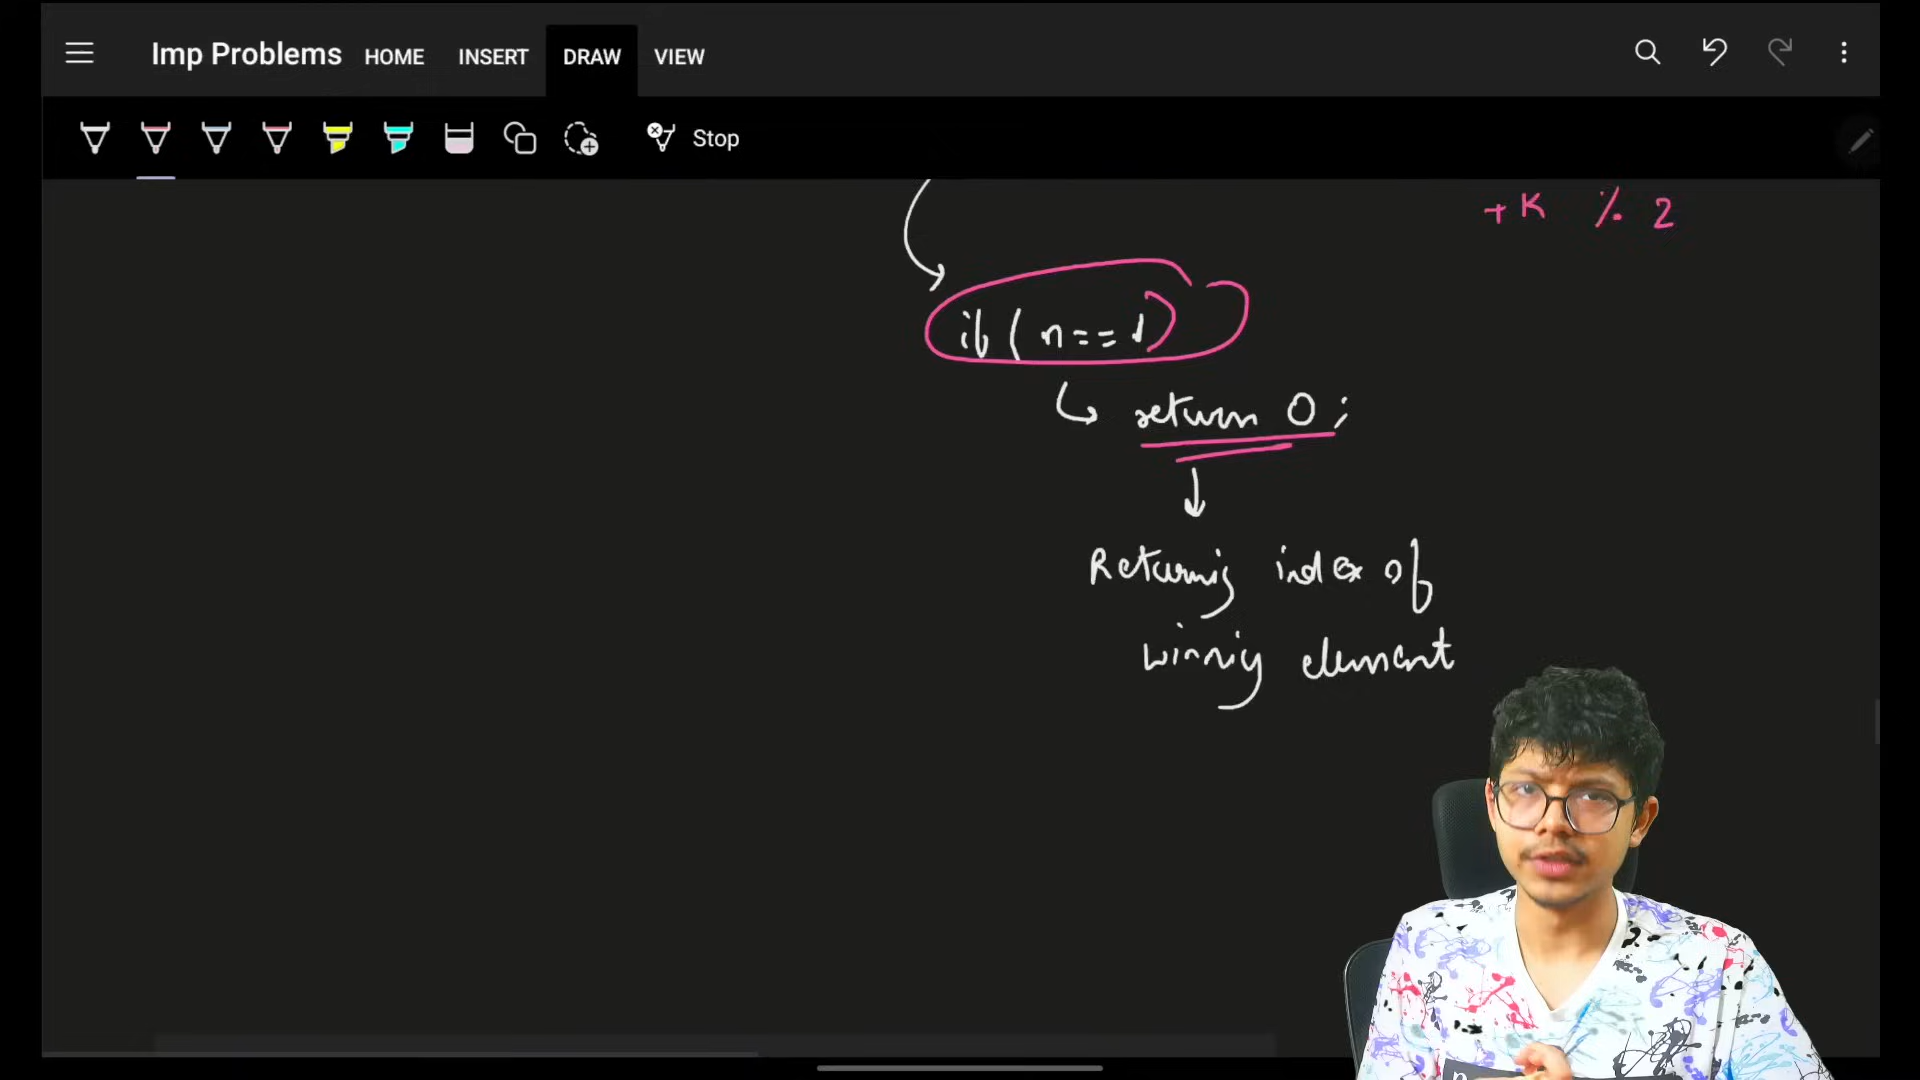 Imp Problems HOME INSERT DRAW VIEW
Stop
+ K % 2
if ( n == 1)
return 0 ;
Returning index of
winning element